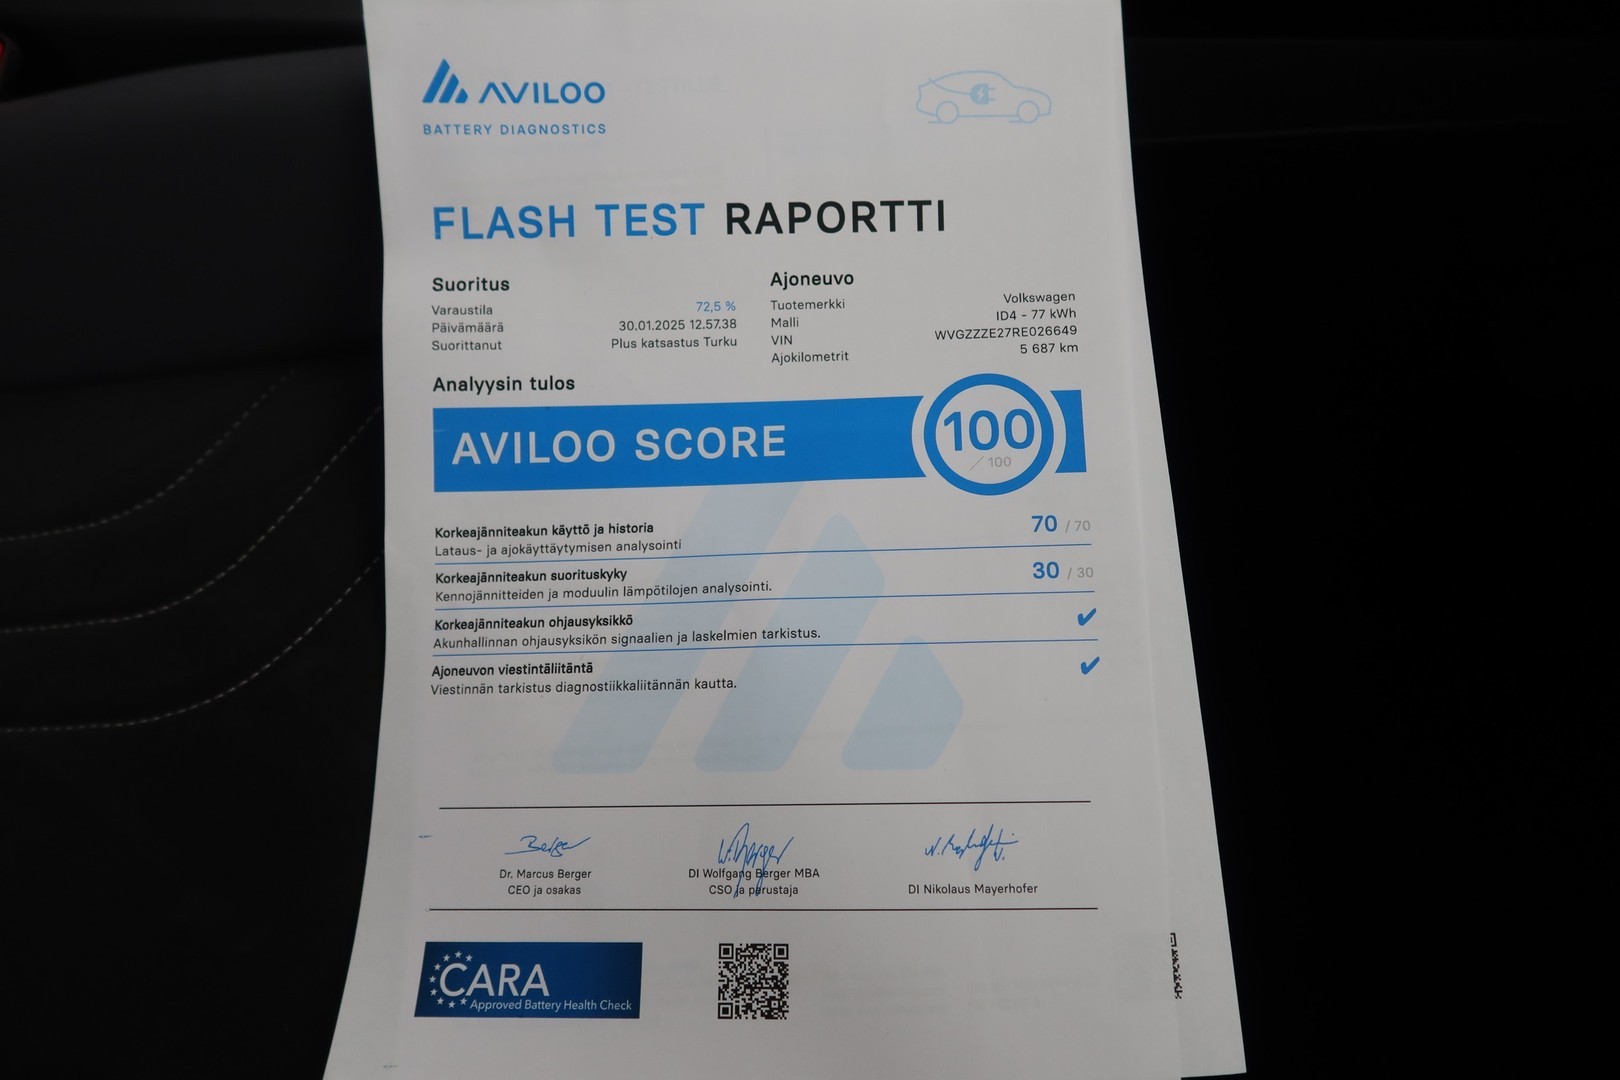 AVILOO
BATTERY DIAGNOSTICS
FLASH TEST RAPORTTI
Suoritus
Varaustila 72,5 %
Päivämäärä 30.01.2025 12.57.38
Suorittanut Plus katsastus Turku
Ajoneuvo
Tuotemerkki Volkswagen
Malli ID4 - 77 kWh
VIN WVGZZZE27RE026649
Ajokilometrit 5 687 km
Analyysin tulos
AVILOO SCORE 100 / 100
Korkeajänniteakun käyttö ja historia 70 / 70
Lataus- ja ajokäyttäytymisen analysointi
Korkeajänniteakun suorituskyky 30 / 30
Kennojännitteiden ja moduulin lämpötilojen analysointi.
Korkeajänniteakun ohjausyksikkö ✔
Akunhallinnan ohjausyksikön signaalien ja laskelmien tarkistus.
Ajoneuvon viestintäliitäntä ✔
Viestinnän tarkistus diagnostiikkaliitännän kautta.
Berger
W. Berger
Dr. Marcus Berger
CEO ja osakas
DI Wolfgang Berger MBA
CSO ja perustaja
DI Nikolaus Mayerhofer
CARA
Approved Battery Health Check